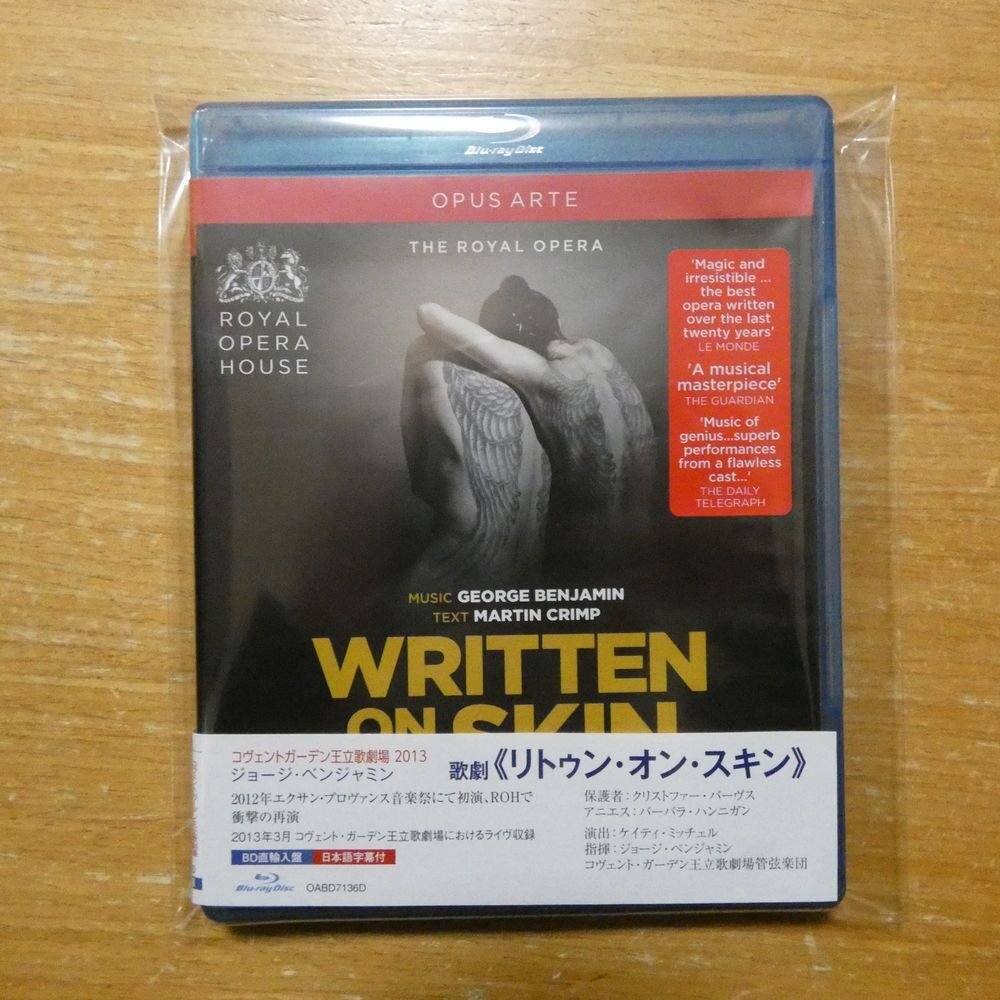 Blu-ray Disc
OPUS ARTE
THE ROYAL OPERA
ROYAL
OPERA
HOUSE
'Magic and
irresistible ...
the best
opera written
over the last
twenty years'
LE MONDE
'A musical
masterpiece'
THE GUARDIAN
'Music of
genius...superb
performances
from a flawless
cast...'
THE DAILY
TELEGRAPH
MUSIC GEORGE BENJAMIN
TEXT MARTIN CRIMP
WRITTEN
ON SKIN
コヴェントガーデン王立歌劇場 2013
ジョージ・ベンジャミン
歌劇《リトゥン・オン・スキン》
2012年エクサン・プロヴァンス音楽祭にて初演、ROHで
衝撃の再演
2013年3月 コヴェント・ガーデン王立歌劇場におけるライヴ収録
BD直輸入盤 日本語字幕付
Blu-ray Disc OABD7136D
保護者：クリストファー・パーヴス
アニエス：バーバラ・ハンニガン
演出：ケイティ・ミッチェル
指揮：ジョージ・ベンジャミン
コヴェント・ガーデン王立歌劇場管弦楽団